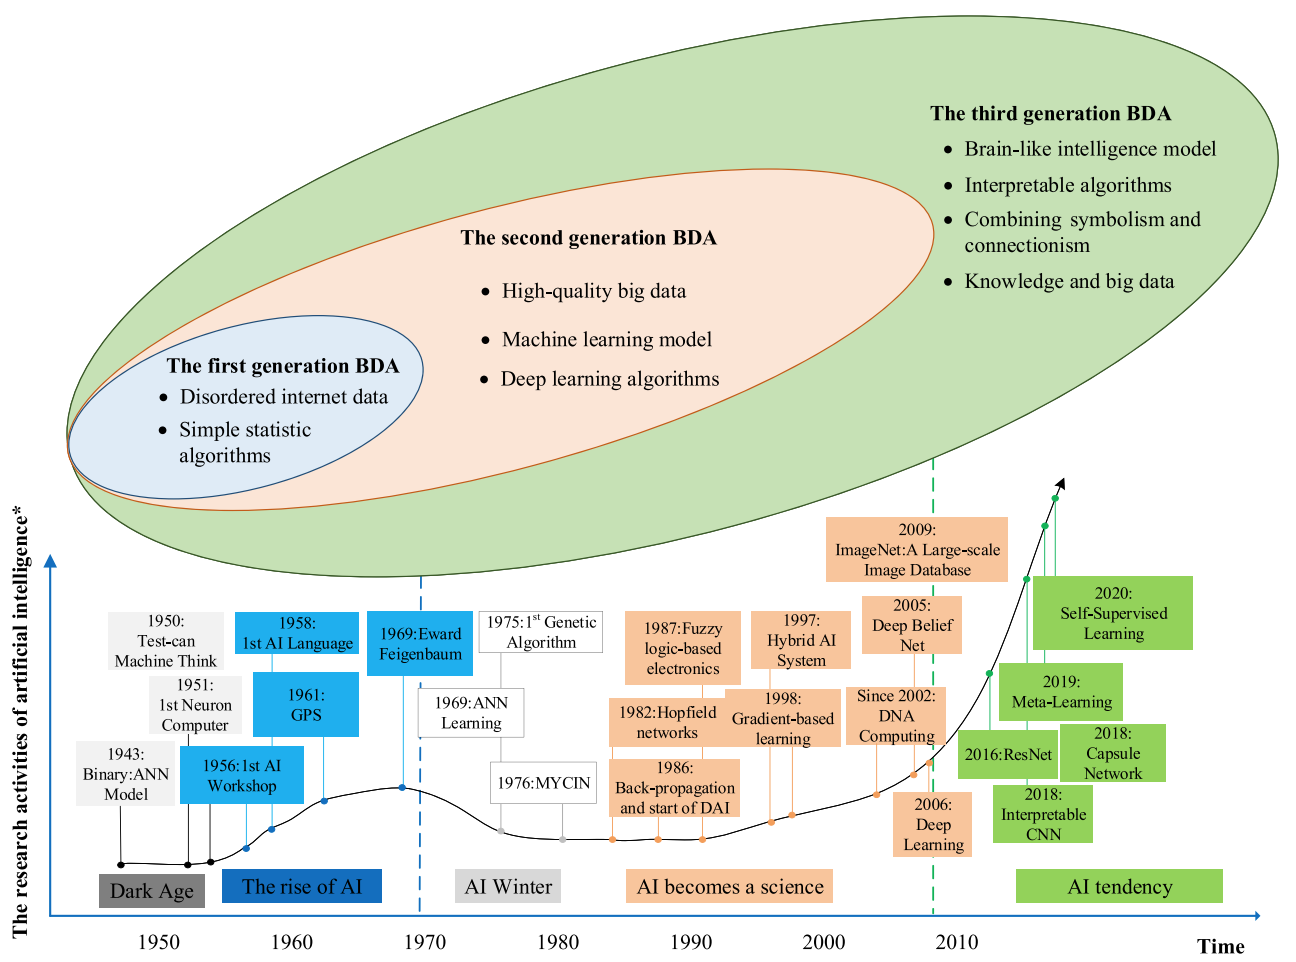 The third generation BDA
• Brain-like intelligence model
• Interpretable algorithms
• Combining symbolism and
connectionism
• Knowledge and big data
The second generation BDA
• High-quality big data
• Machine learning model
• Deep learning algorithms
The first generation BDA
• Disordered internet data
• Simple statistic
algorithms
The research activities of artificial intelligence*
1950:
Test-can
Machine Think
1951:
1st Neuron
Computer
1943:
Binary:ANN
Model
1958:
1st AI Language
1961:
GPS
1956:1st AI
Workshop
1969:Eward
Feigenbaum
1975:1st Genetic
Algorithm
1969:ANN
Learning
1976:MYCIN
1987:Fuzzy
logic-based
electronics
1982:Hopfield
networks
1986:
Back-propagation
and start of DAI
1997:
Hybrid AI
System
1998:
Gradient-based
learning
2009:
ImageNet:A Large-scale
Image Database
2005:
Deep Belief
Net
Since 2002:
DNA
Computing
2006:
Deep
Learning
2020:
Self-Supervised
Learning
2019:
Meta-Learning
2016:ResNet
2018:
Capsule
Network
2018:
Interpretable
CNN
Dark Age
The rise of AI
AI Winter
AI becomes a science
AI tendency
1950
1960
1970
1980
1990
2000
2010
Time